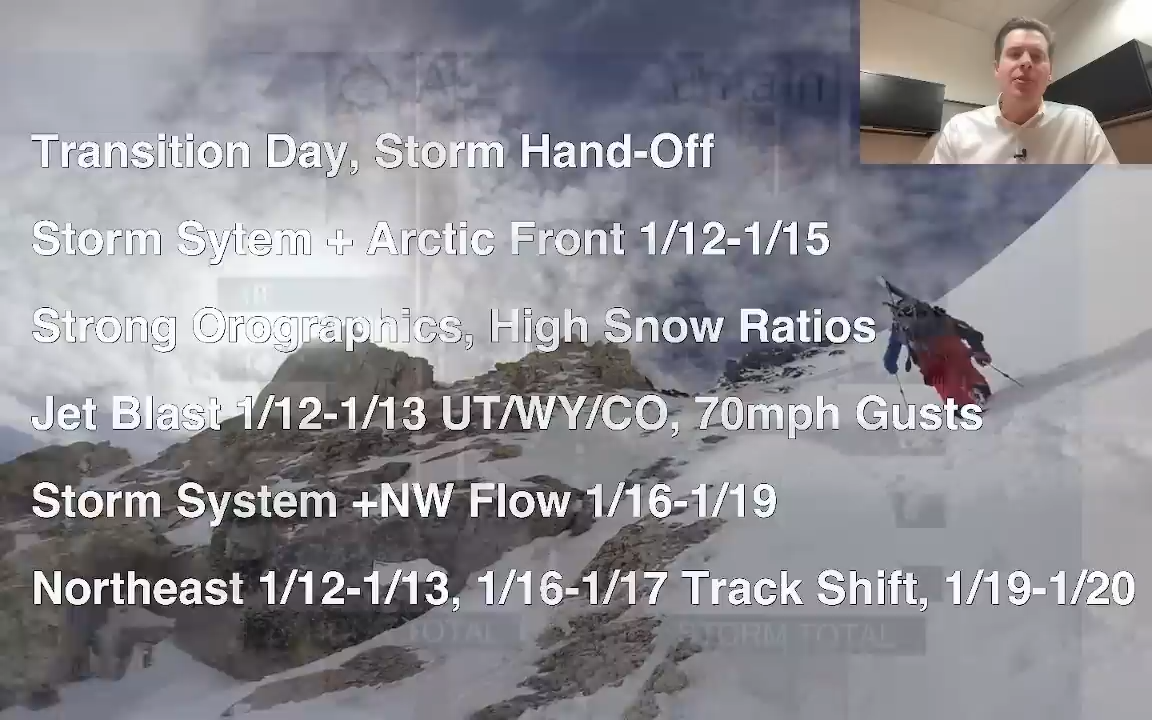 Transition Day, Storm Hand-Off
Storm Sytem + Arctic Front 1/12-1/15
Strong Orographics, High Snow Ratios
Jet Blast 1/12-1/13 UT/WY/CO, 70mph Gusts
Storm System +NW Flow 1/16-1/19
Northeast 1/12-1/13, 1/16-1/17 Track Shift, 1/19-1/20
STORM TOTAL